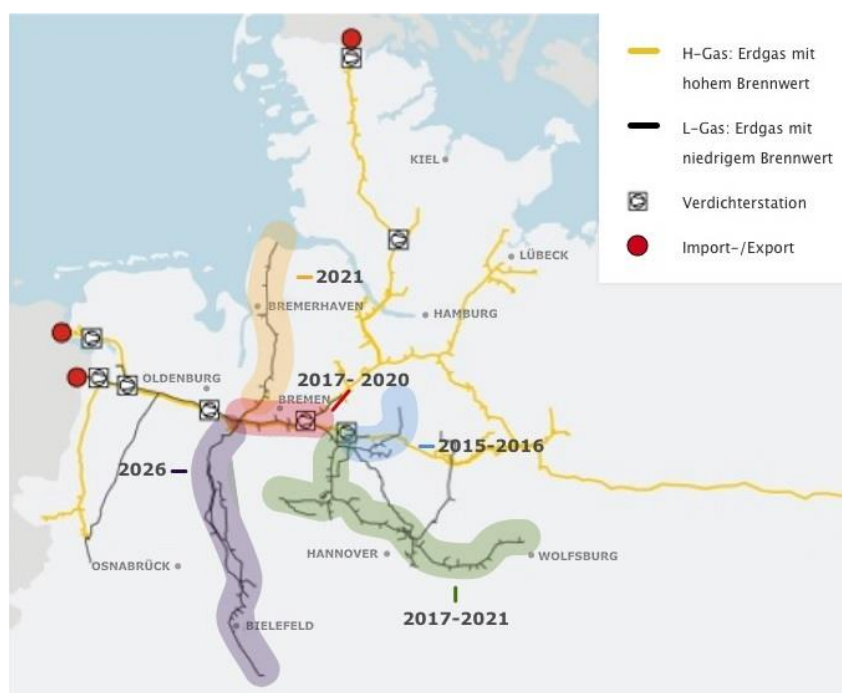 H-Gas: Erdgas mit
hohem Brennwert
L-Gas: Erdgas mit
niedrigem Brennwert
Verdichterstation
Import-/Export
KIEL
LÜBECK
2021
BREMERHAVEN
HAMBURG
OLDENBURG
2017- 2020
BREMEN
2015-2016
2026
HANNOVER
WOLFSBURG
OSNABRÜCK
2017-2021
BIELEFELD